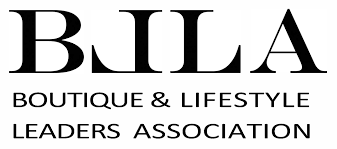 BLLA
BOUTIQUE & LIFESTYLE
LEADERS ASSOCIATION